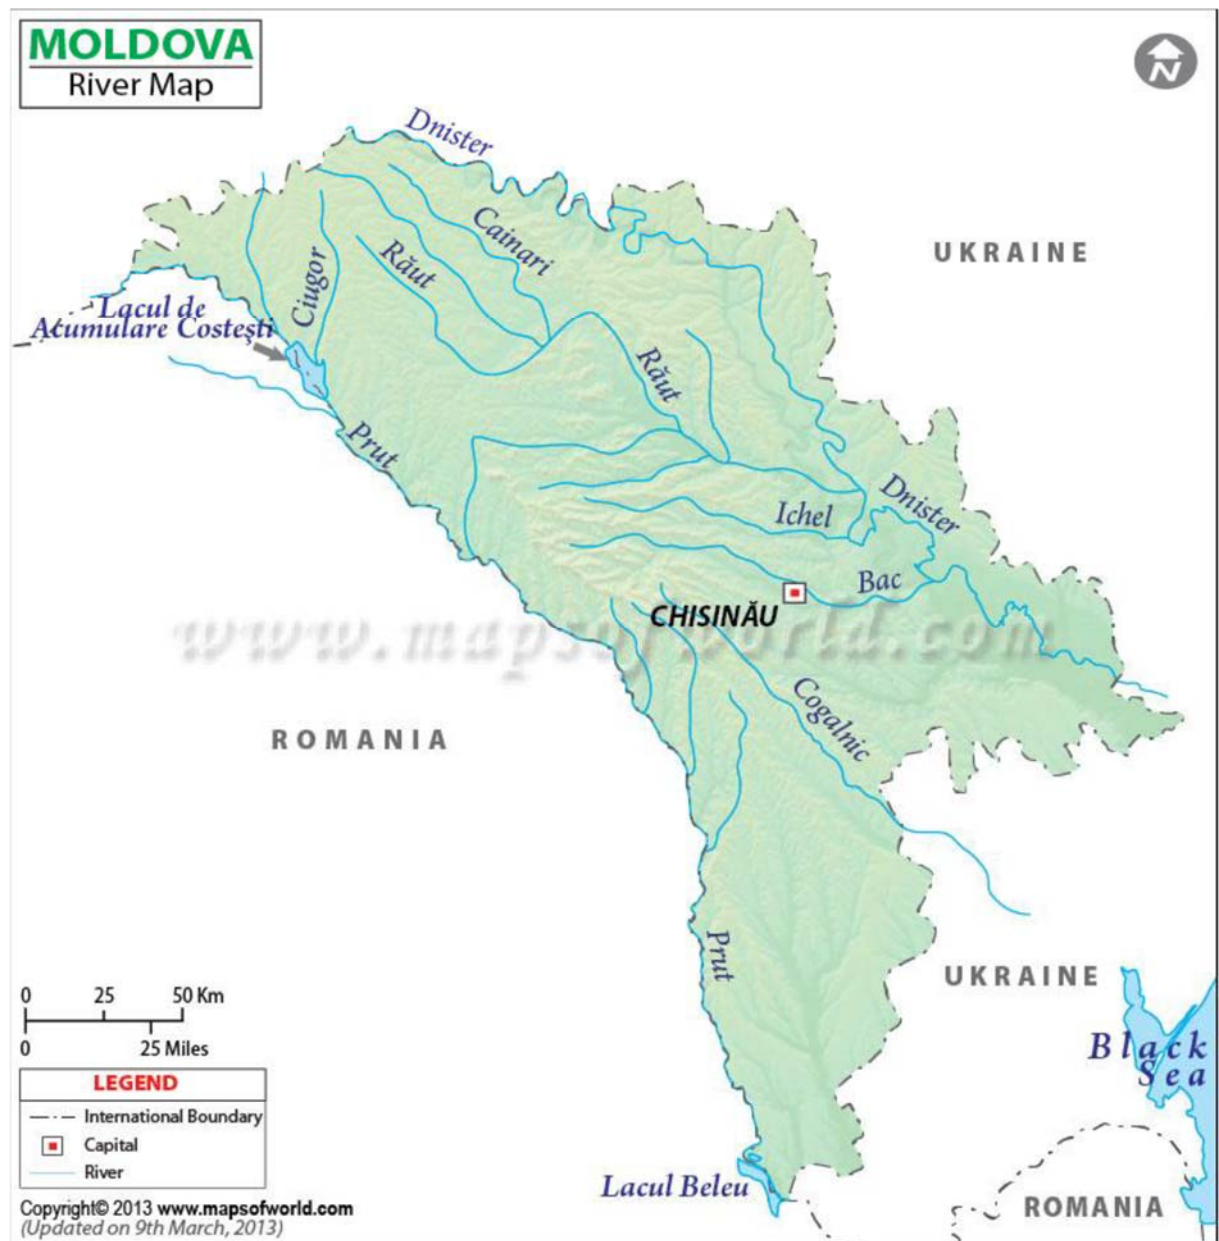 MOLDOVA
River Map
N
Dnister
UKRAINE
Cainari
Răut
Ciugor
Lacul de
Acumulare Costeşti
Răut
Prut
Dnister
Ichel
Bac
CHISINĂU
www.mapsofworld.com
Cogalnic
ROMANIA
Prut
UKRAINE
0 25 50 Km
0 25 Miles
Black
Sea
LEGEND
International Boundary
Capital
River
Lacul Beleu
ROMANIA
Copyright© 2013 www.mapsofworld.com
(Updated on 9th March, 2013)